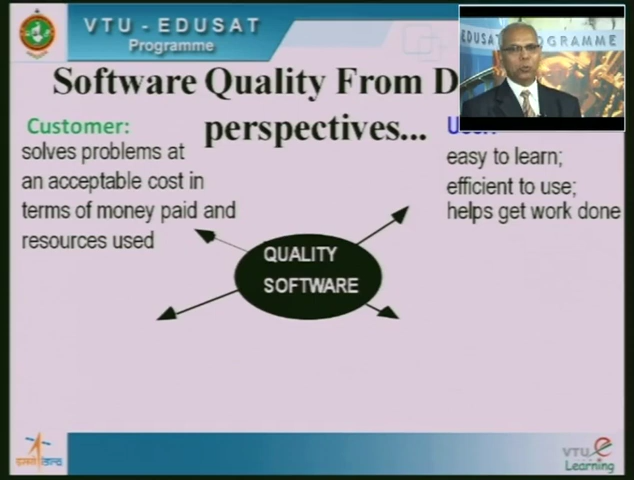 VTU - EDUSAT
Programme
EDUSAT PROGRAMME
Software Quality From D
perspectives...
Customer:
solves problems at
an acceptable cost in
terms of money paid and
resources used
easy to learn;
efficient to use;
helps get work done
QUALITY
SOFTWARE
VTU e
Learning